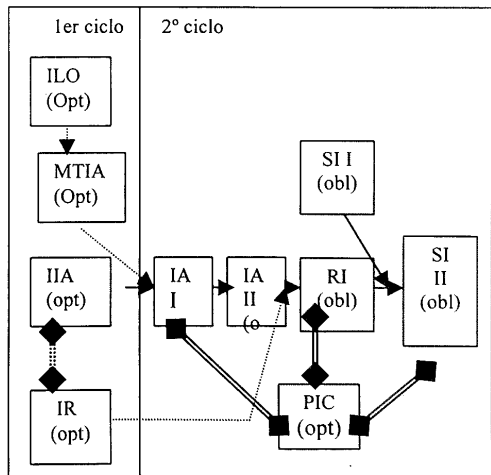 1er ciclo
2º ciclo
ILO
(Opt)
MTIA
(Opt)
SI I
(obl)
IIA
(opt)
IA
I
IA
II
(o
RI
(obl)
SI
II
(obl)
IR
(opt)
PIC
(opt)